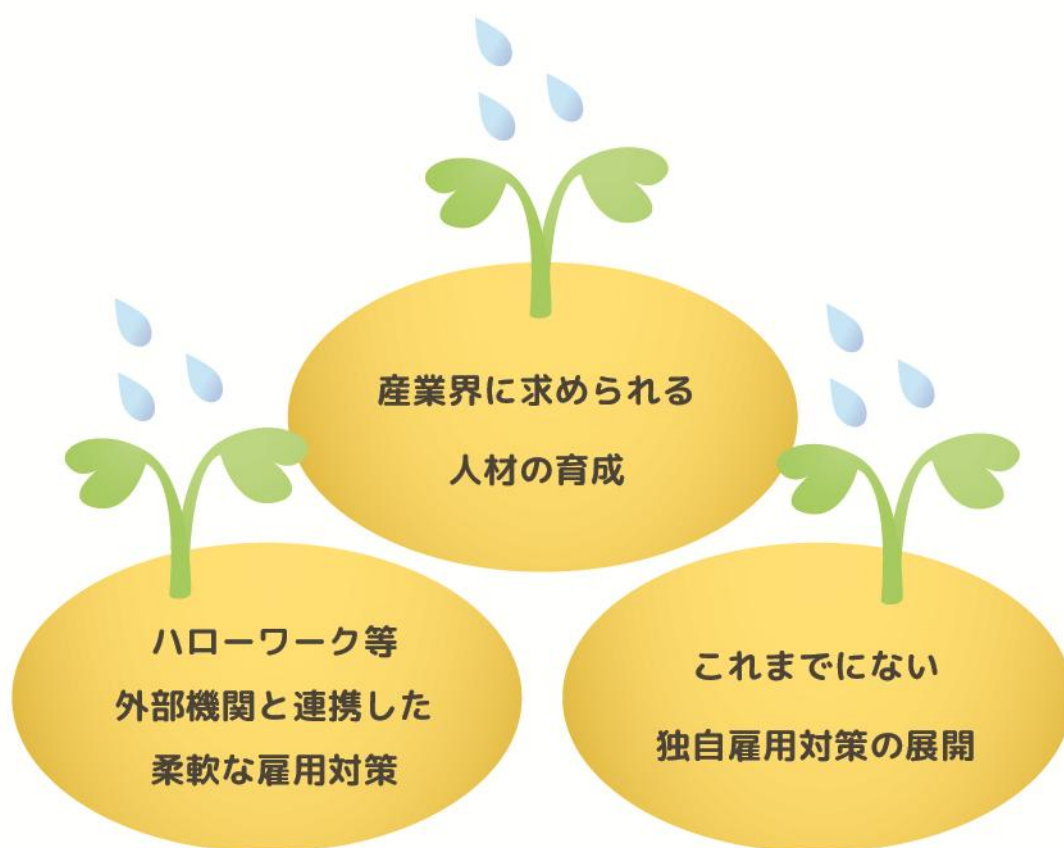 産業界に求められる
人材の育成
ハローワーク等
外部機関と連携した
柔軟な雇用対策
これまでにない
独自雇用対策の展開